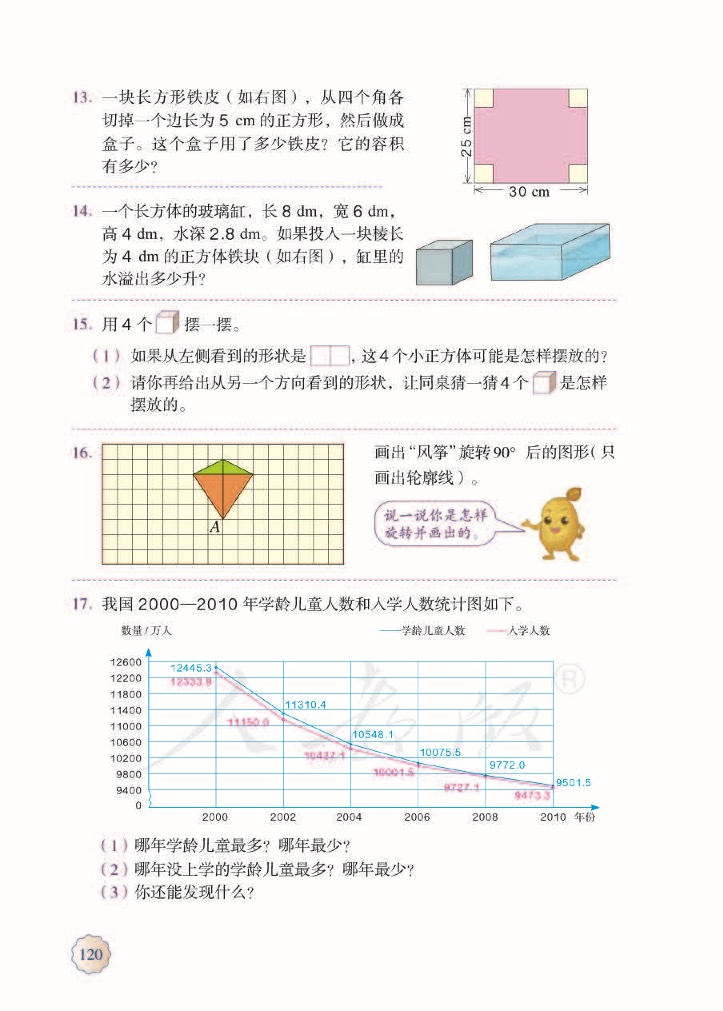 13. 一块长方形铁皮（如右图），从四个角各
切掉一个边长为 5 cm 的正方形，然后做成
盒子。这个盒子用了多少铁皮？它的容积
有多少？
25 cm
30 cm
14. 一个长方体的玻璃缸，长 8 dm，宽 6 dm，
高 4 dm，水深 2.8 dm。如果投入一块棱长
为 4 dm 的正方体铁块（如右图），缸里的
水溢出多少升？
15. 用 4 个 摆一摆。
（1） 如果从左侧看到的形状是 ，这 4 个小正方体可能是怎样摆放的？
（2） 请你再给出从另一个方向看到的形状，让同桌猜一猜 4 个 是怎样
摆放的。
16.
A
画出“风筝”旋转 90° 后的图形（只
画出轮廓线）。
说一说你是怎样
旋转并画出的。
17. 我国 2000—2010 年学龄儿童人数和入学人数统计图如下。
数量/万人
学龄儿童人数 入学人数
12600
12200
11800
11400
11000
10600
10200
9800
9400
0
12445.3
12333.8
11310.4
11150.0
10548.1
10437.1
10075.5
10001.5
9772.0
9727.1
9501.5
9473.3
2000 2002 2004 2006 2008 2010 年份
人教版®
（1）哪年学龄儿童最多？哪年最少？
（2）哪年没上学的学龄儿童最多？哪年最少？
（3）你还能发现什么？
120